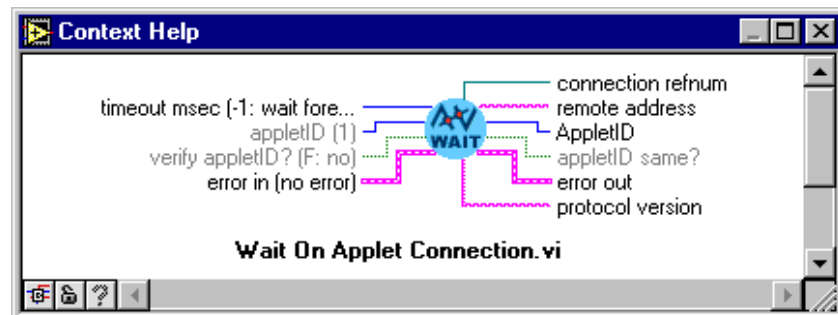 Context Help
connection refnum
timeout msec (-1: wait fore... remote address
appletID (1) AppletID
verify appletID? (F: no) appletID same?
error in (no error) error out
protocol version
WAIT
Wait On Applet Connection.vi
?